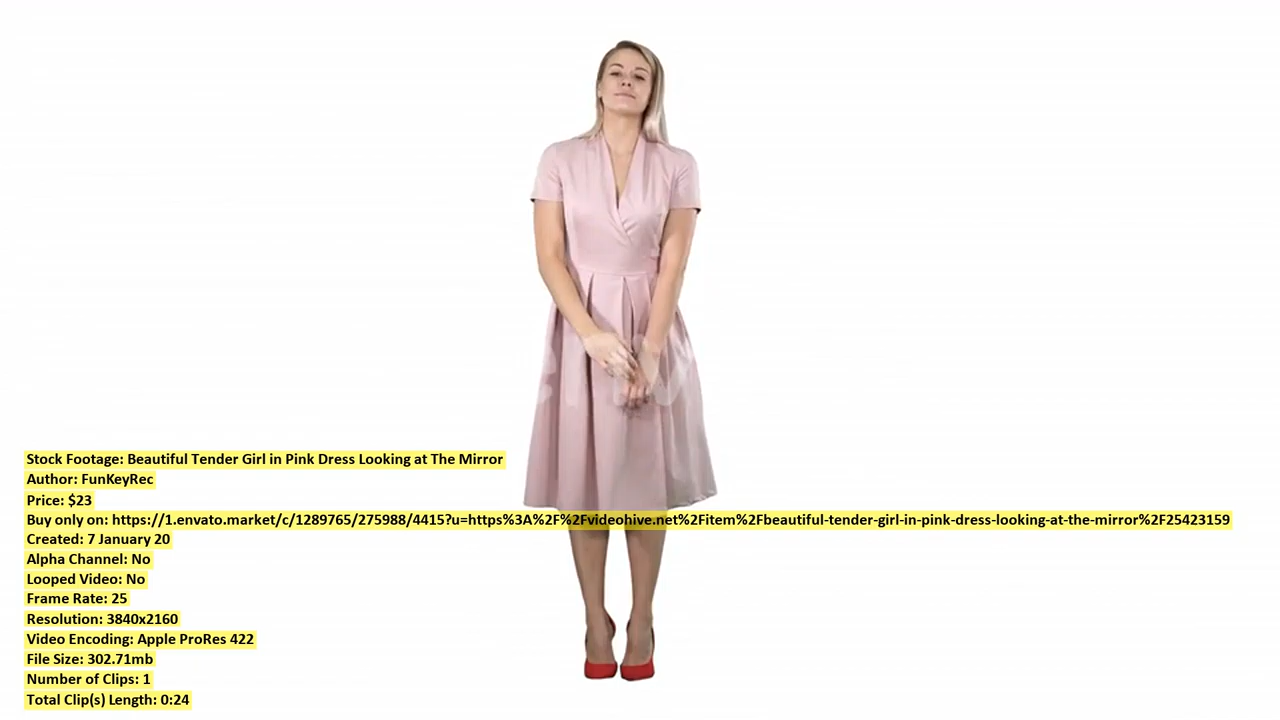 Stock Footage: Beautiful Tender Girl in Pink Dress Looking at The Mirror
Author: FunKeyRec
Price: $23
Buy only on: https://1.envato.market/c/1289765/275988/4415?u=https%3A%2F%2Fvideohive.net%2Fitem%2Fbeautiful-tender-girl-in-pink-dress-looking-at-the-mirror%2F25423159
Created: 7 January 20
Alpha Channel: No
Looped Video: No
Frame Rate: 25
Resolution: 3840x2160
Video Encoding: Apple ProRes 422
File Size: 302.71mb
Number of Clips: 1
Total Clip(s) Length: 0:24